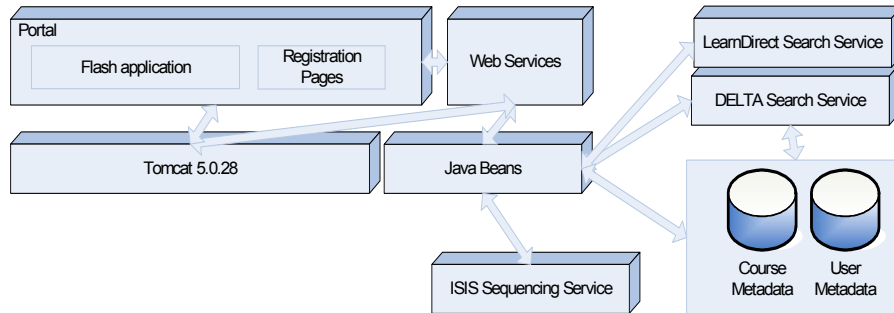 Portal
Flash application
Registration
Pages
Web Services
LearnDirect Search Service
DELTA Search Service
Tomcat 5.0.28
Java Beans
ISIS Sequencing Service
Course
Metadata
User
Metadata